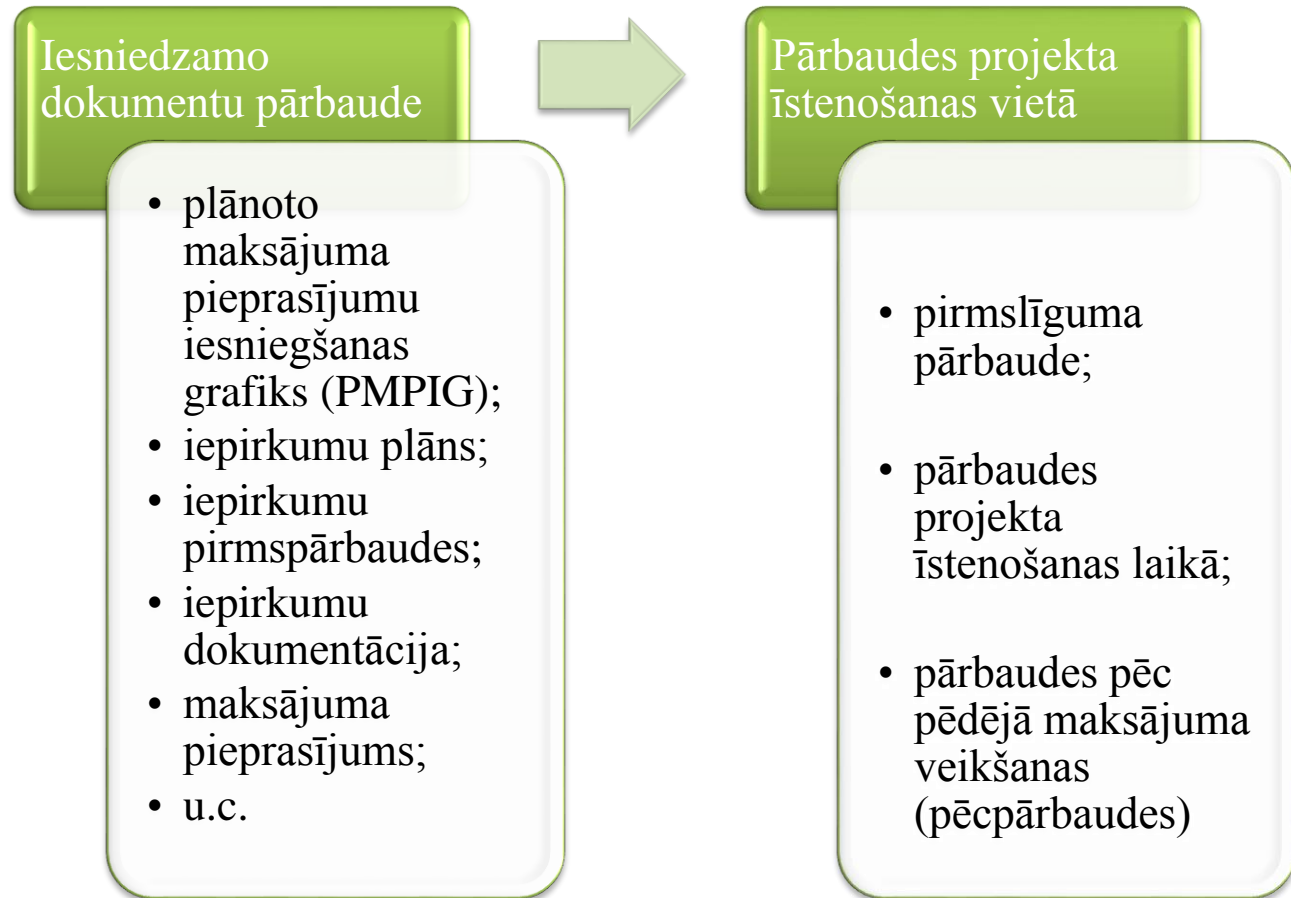 Iesniedzamo
dokumentu pārbaude
• plānoto
maksājuma
pieprasījumu
iesniegšanas
grafiks (PMPIG);
• iepirkumu plāns;
• iepirkumu
pirmspārbaudes;
• iepirkumu
dokumentācija;
• maksājuma
pieprasījums;
• u.c.
Pārbaudes projekta
īstenošanas vietā
• pirmslīguma
pārbaude;
• pārbaudes
projekta
īstenošanas laikā;
• pārbaudes pēc
pēdējā maksājuma
veikšanas
(pēcpārbaudes)